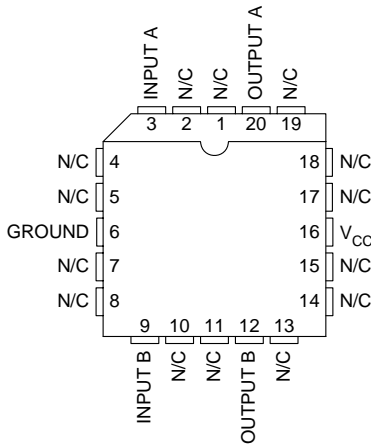 INPUT A
N/C
N/C
OUTPUT A
N/C
3 2 1 20 19
N/C 4
18 N/C
N/C 5
17 N/C
GROUND 6
16 VCC
N/C 7
15 N/C
N/C 8
14 N/C
9 10 11 12 13
INPUT B
N/C
N/C
OUTPUT B
N/C